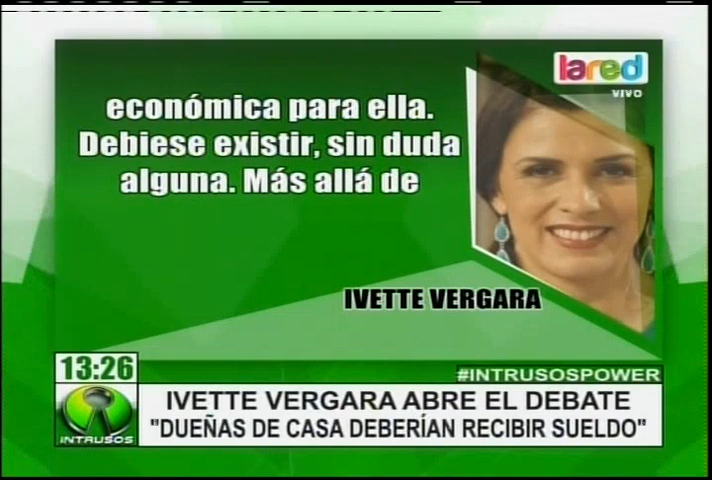 lared
VIVO
económica para ella.
Debiese existir, sin duda
alguna. Más allá de
IVETTE VERGARA
13:26
#INTRUSOSPOWER
INTRUSOS
IVETTE VERGARA ABRE EL DEBATE
"DUEÑAS DE CASA DEBERÍAN RECIBIR SUELDO"